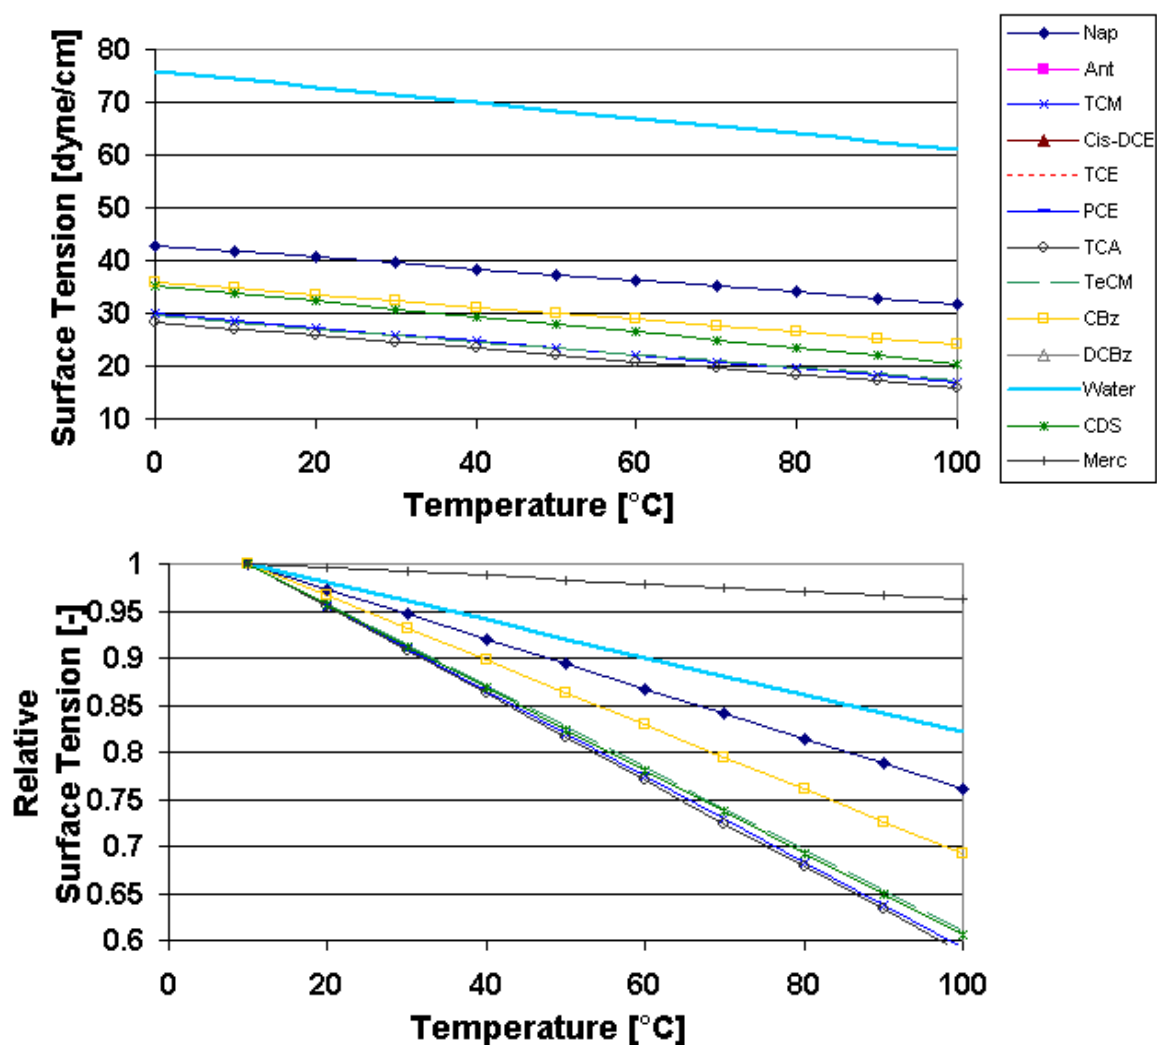 80
70
60
50
40
30
20
10
Surface Tension [dyne/cm]
0 20 40 60 80 100
Temperature [°C]
Nap
Ant
TCM
Cis-DCE
TCE
PCE
TCA
TeCM
CBz
DCBz
Water
CDS
Merc
1
0.95
0.9
0.85
0.8
0.75
0.7
0.65
0.6
Relative
Surface Tension [-]
0 20 40 60 80 100
Temperature [°C]